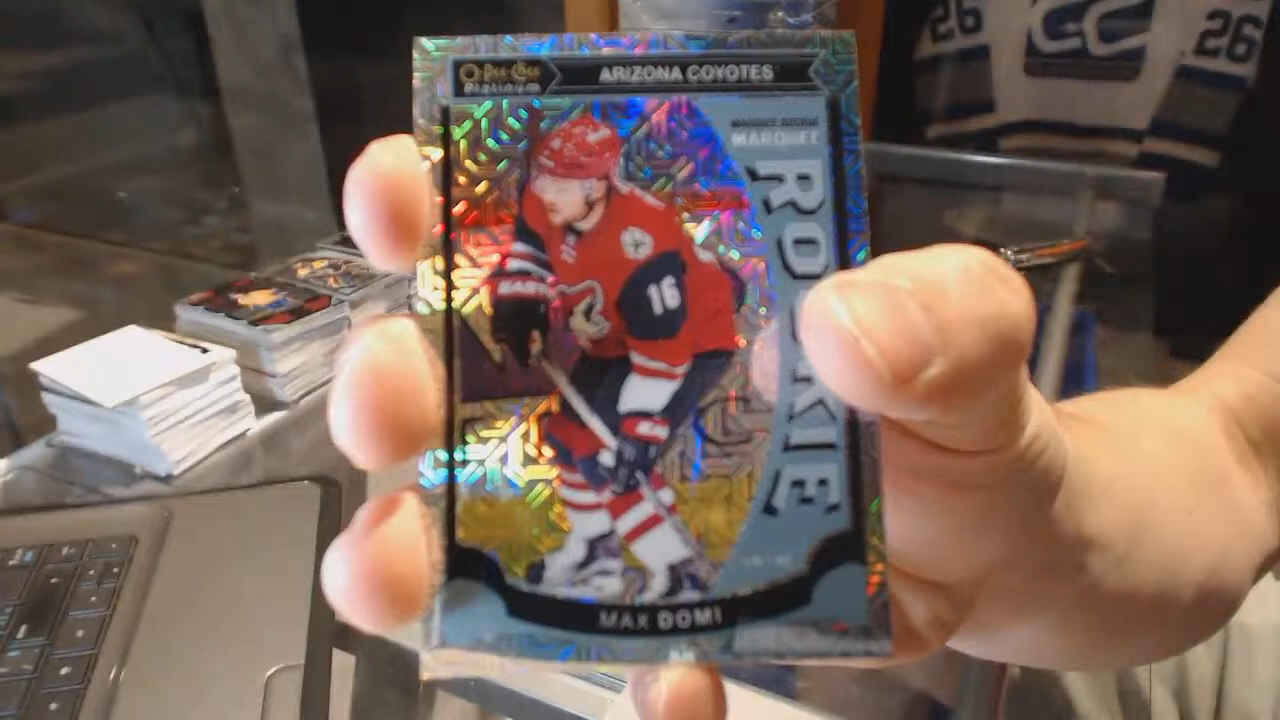 26 26
O-Pee-Chee
Platinum
ARIZONA COYOTES
MARQUEE
ROOKIE
16
MAX DOMI